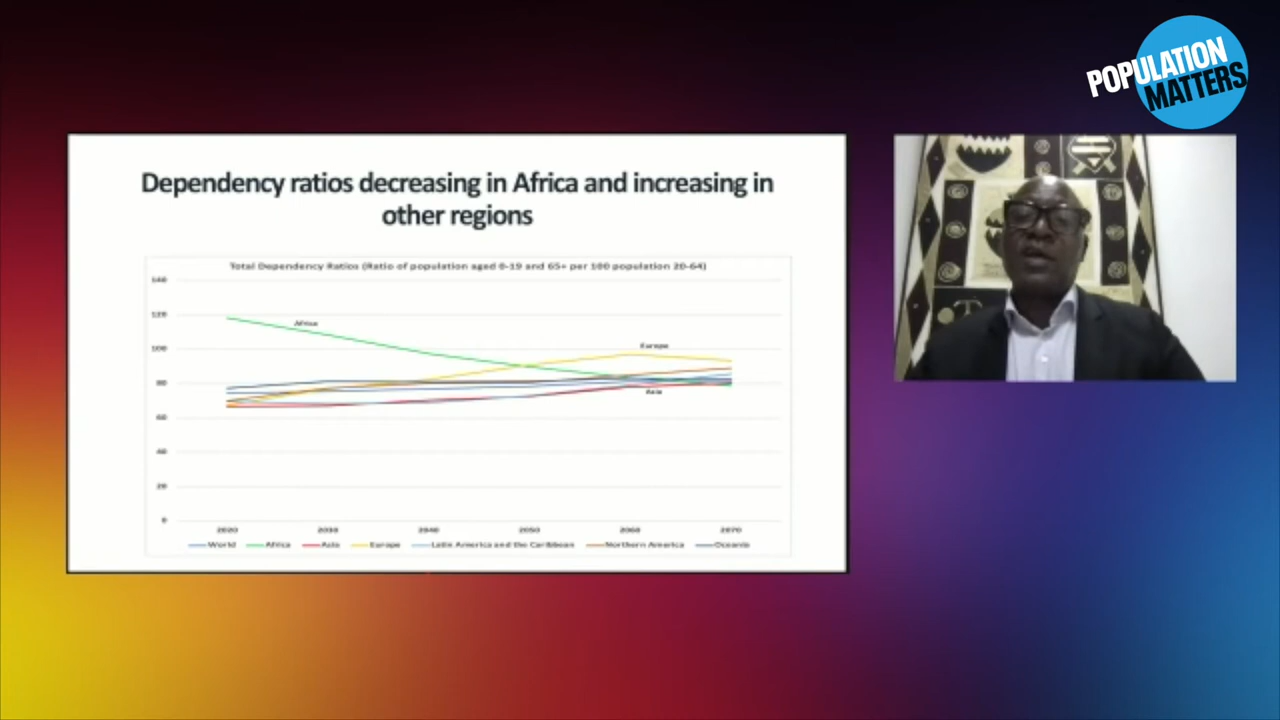 POPULATION
MATTERS
Dependency ratios decreasing in Africa and increasing in
other regions
Total Dependency Ratios (Ratio of population aged 0-19 and 65+ per 100 population 20-64)
140
120
100
80
60
40
20
0
Africa
Europe
Asia
2020 2030 2040 2050 2060 2070
World Africa Asia Europe Latin America and the Caribbean Northern America Oceania